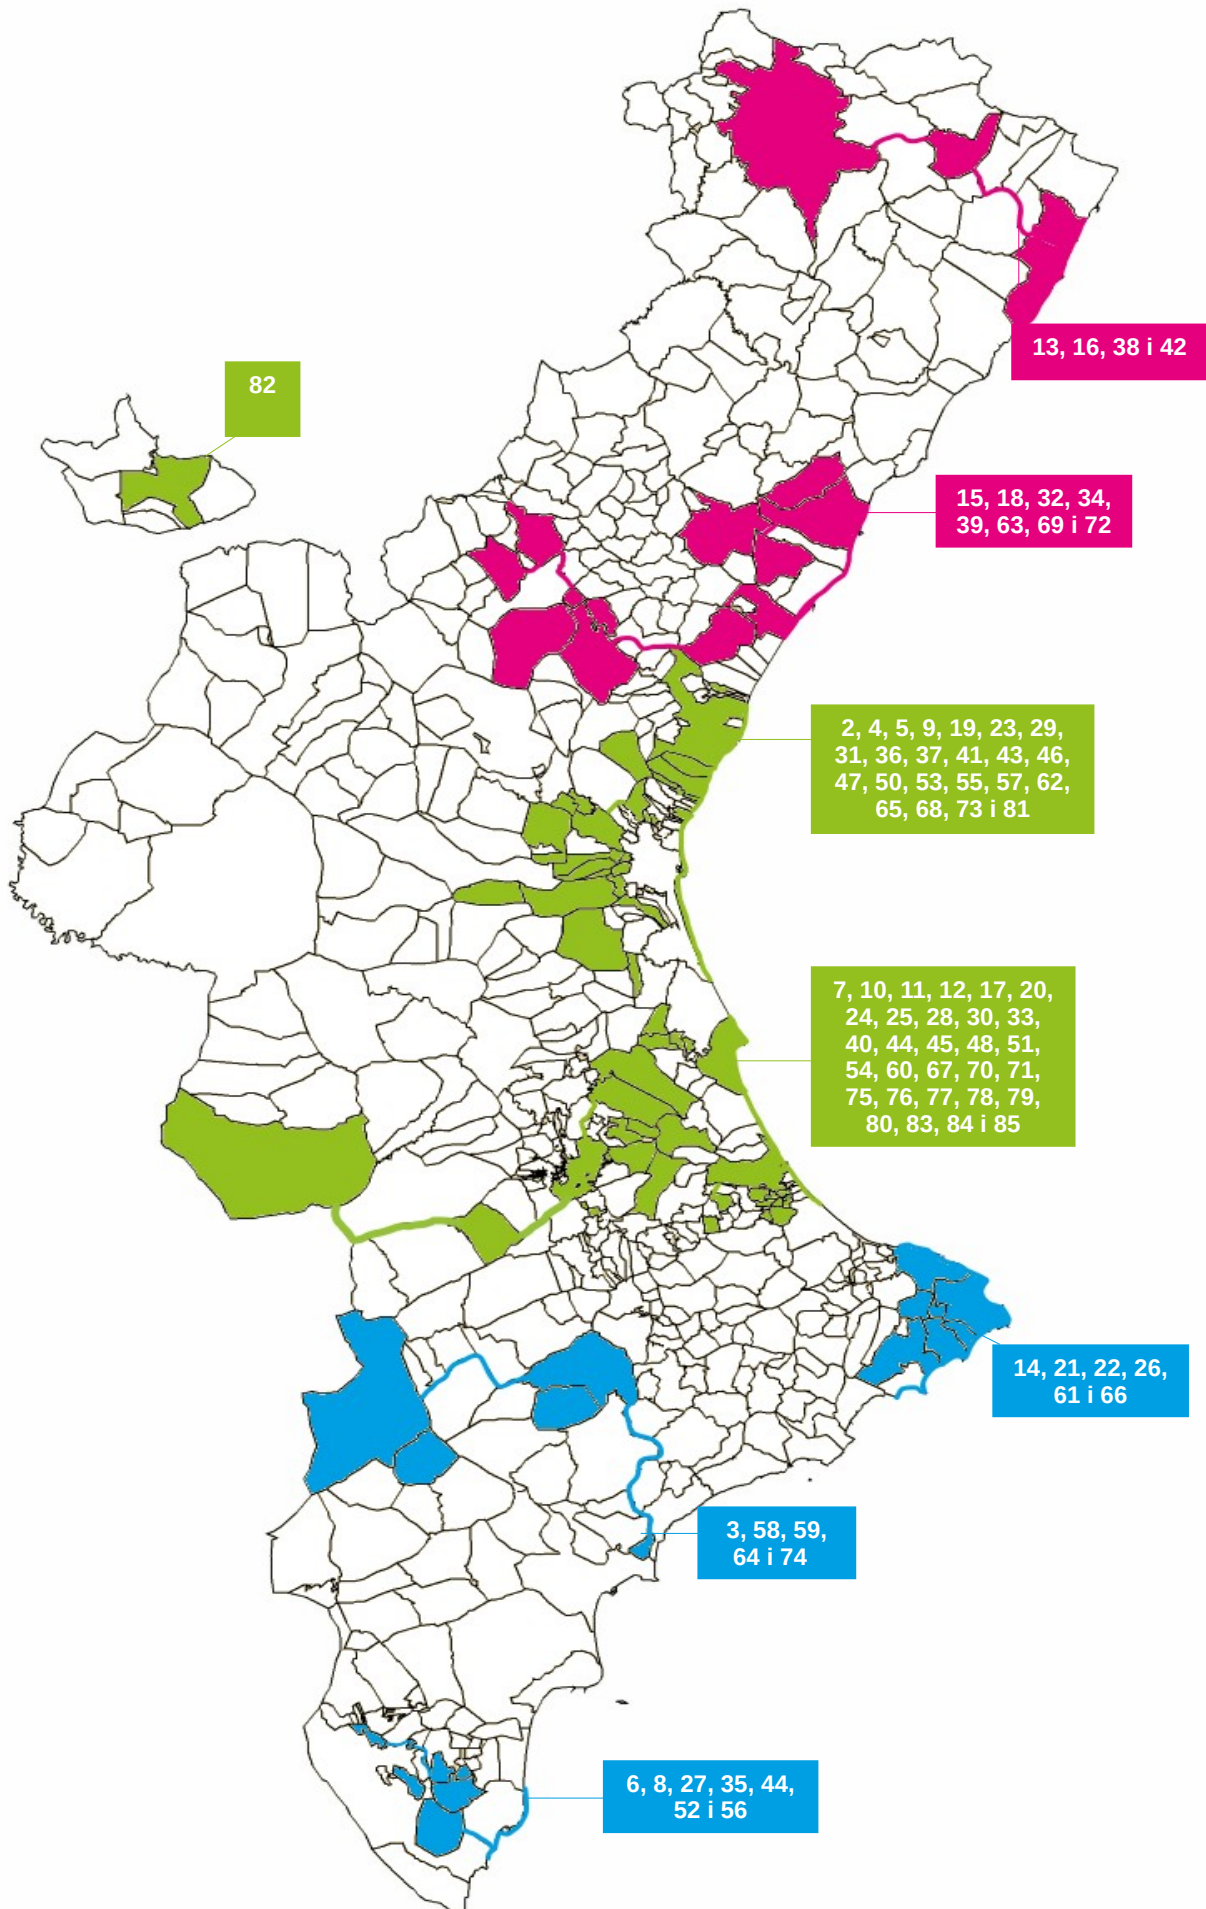 13, 16, 38 i 42
82
15, 18, 32, 34,
39, 63, 69 i 72
2, 4, 5, 9, 19, 23, 29,
31, 36, 37, 41, 43, 46,
47, 50, 53, 55, 57, 62,
65, 68, 73 i 81
7, 10, 11, 12, 17, 20,
24, 25, 28, 30, 33,
40, 44, 45, 48, 51,
54, 60, 67, 70, 71,
75, 76, 77, 78, 79,
80, 83, 84 i 85
14, 21, 22, 26,
61 i 66
3, 58, 59,
64 i 74
6, 8, 27, 35, 44,
52 i 56